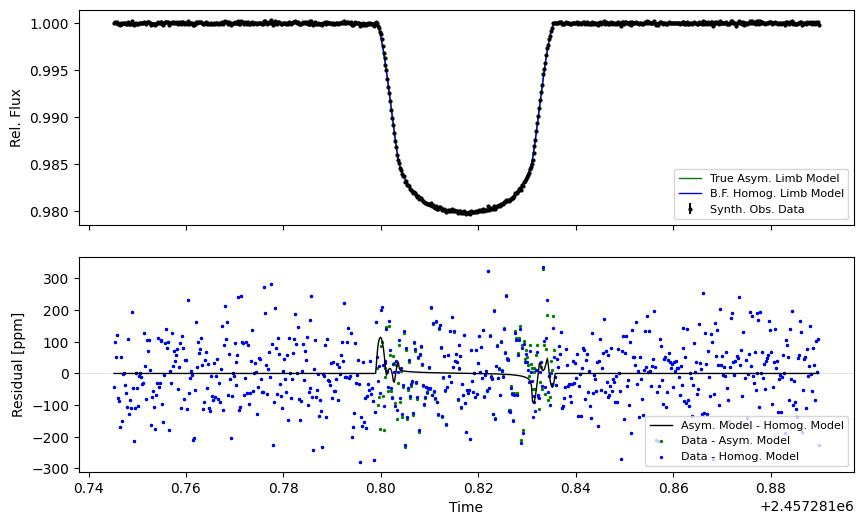 1.000
0.995
0.990
0.985
0.980
Rel. Flux
True Asym. Limb Model
B.F. Homog. Limb Model
Synth. Obs. Data
300
200
100
0
−100
−200
−300
Residual [ppm]
Asym. Model - Homog. Model
Data - Asym. Model
Data - Homog. Model
0.74 0.76 0.78 0.80 0.82 0.84 0.86 0.88
Time
+2.457281e6